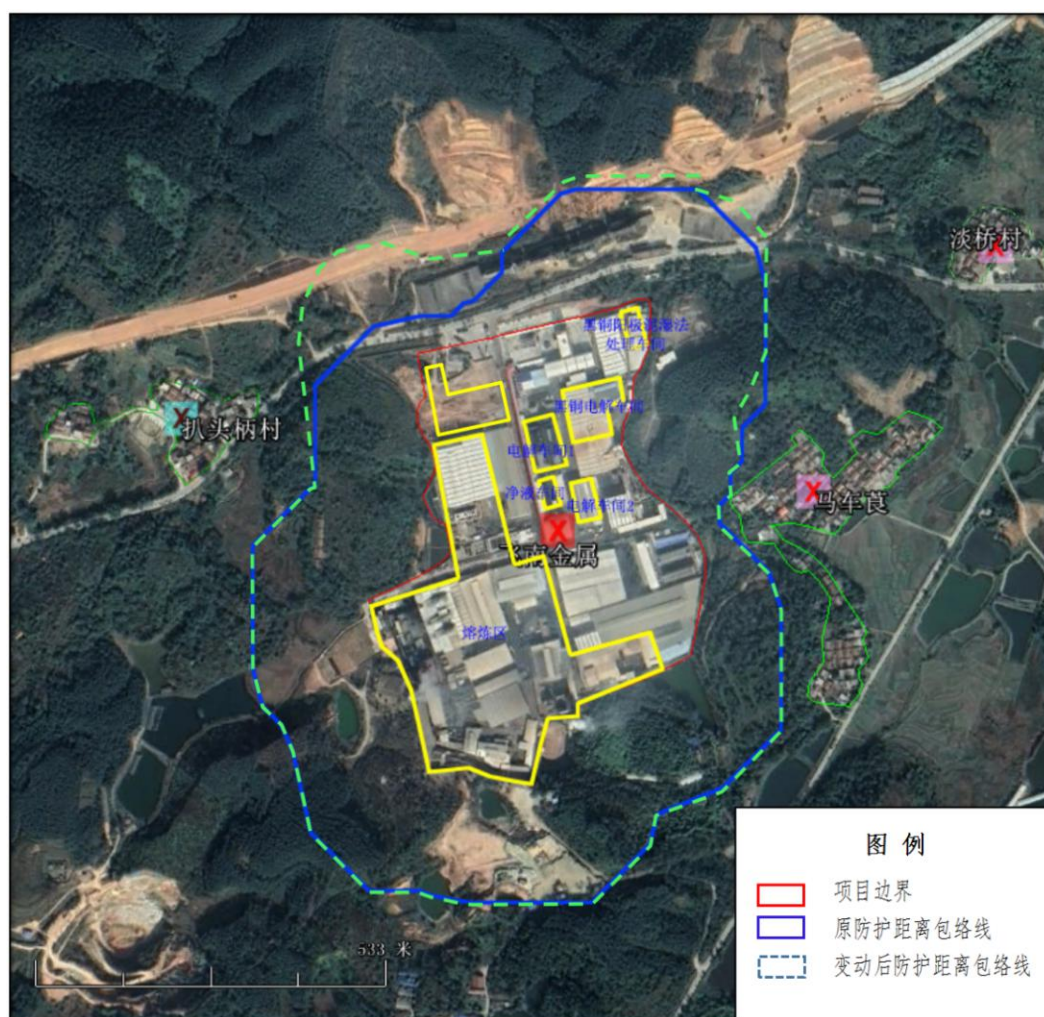 淡桥村
黑铜阳极泥湿法
处理车间
扒头柄村
黑铜电解车间
电解车间1
净液车间
电解车间2
马车莨
飞南金属
熔炼区
533 米
图 例
项目边界
原防护距离包络线
变动后防护距离包络线